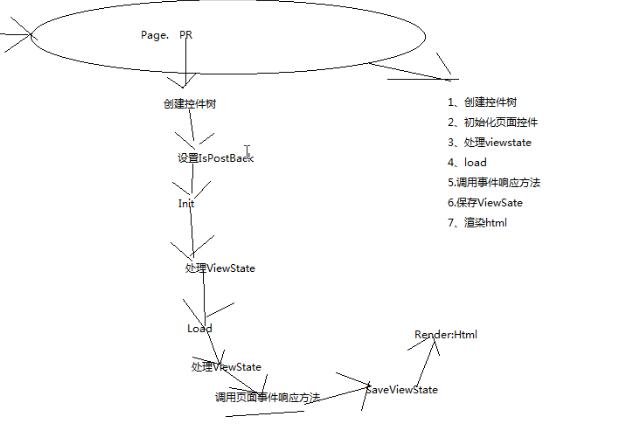 Page. PR
创建控件树
设置IsPostBack
Init
处理ViewState
Load
处理ViewState
调用页面事件响应方法
SaveViewState
Render:Html
1、创建控件树
2、初始化页面控件
3、处理viewstate
4、load
5.调用事件响应方法
6.保存ViewSate
7、渲染html